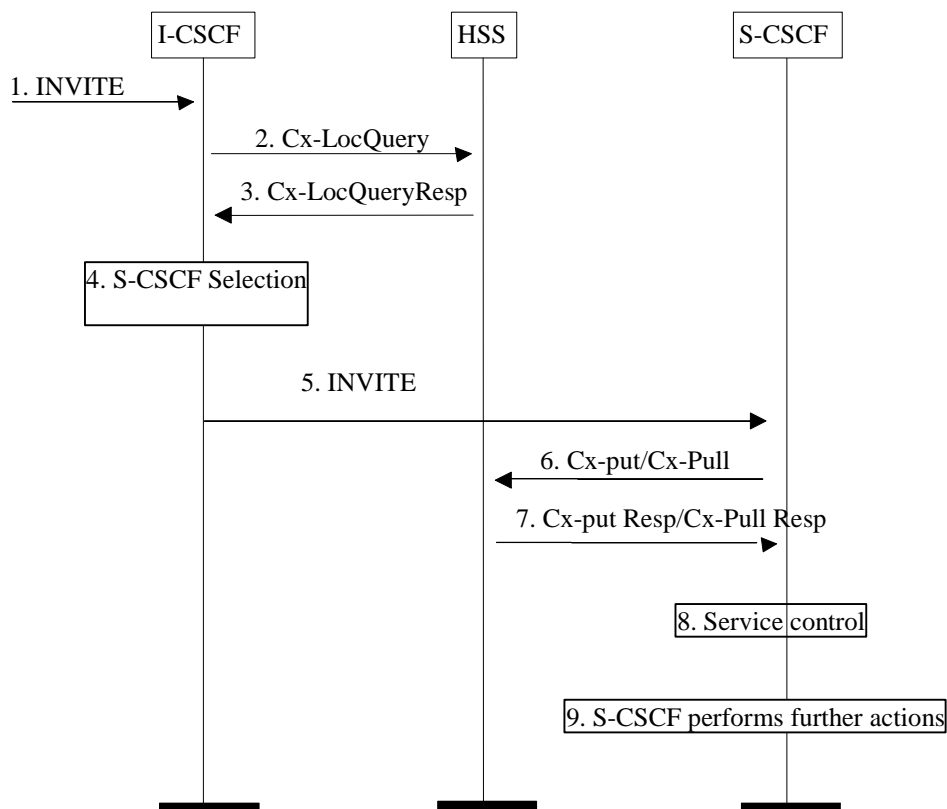 I-CSCF
HSS
S-CSCF
1. INVITE
2. Cx-LocQuery
3. Cx-LocQueryResp
4. S-CSCF Selection
5. INVITE
6. Cx-put/Cx-Pull
7. Cx-put Resp/Cx-Pull Resp
8. Service control
9. S-CSCF performs further actions